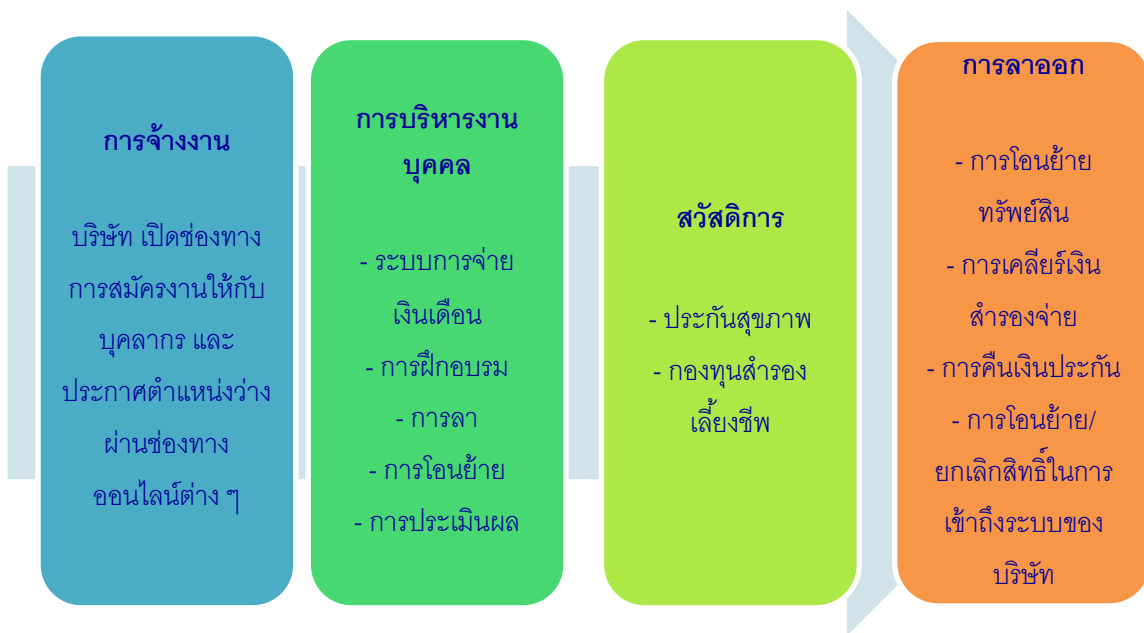 การจ้างงาน
บริษัท เปิดช่องทาง
การสมัครงานให้กับ
บุคลากร และ
ประกาศตำแหน่งว่าง
ผ่านช่องทาง
ออนไลน์ต่าง ๆ
การบริหารงาน
บุคคล
- ระบบการจ่าย
เงินเดือน
- การฝึกอบรม
- การลา
- การโอนย้าย
- การประเมินผล
สวัสดิการ
- ประกันสุขภาพ
- กองทุนสำรอง
เลี้ยงชีพ
การลาออก
- การโอนย้าย
ทรัพย์สิน
- การเคลียร์เงิน
สำรองจ่าย
- การคืนเงินประกัน
- การโอนย้าย/
ยกเลิกสิทธิ์ในการ
เข้าถึงระบบของ
บริษัท